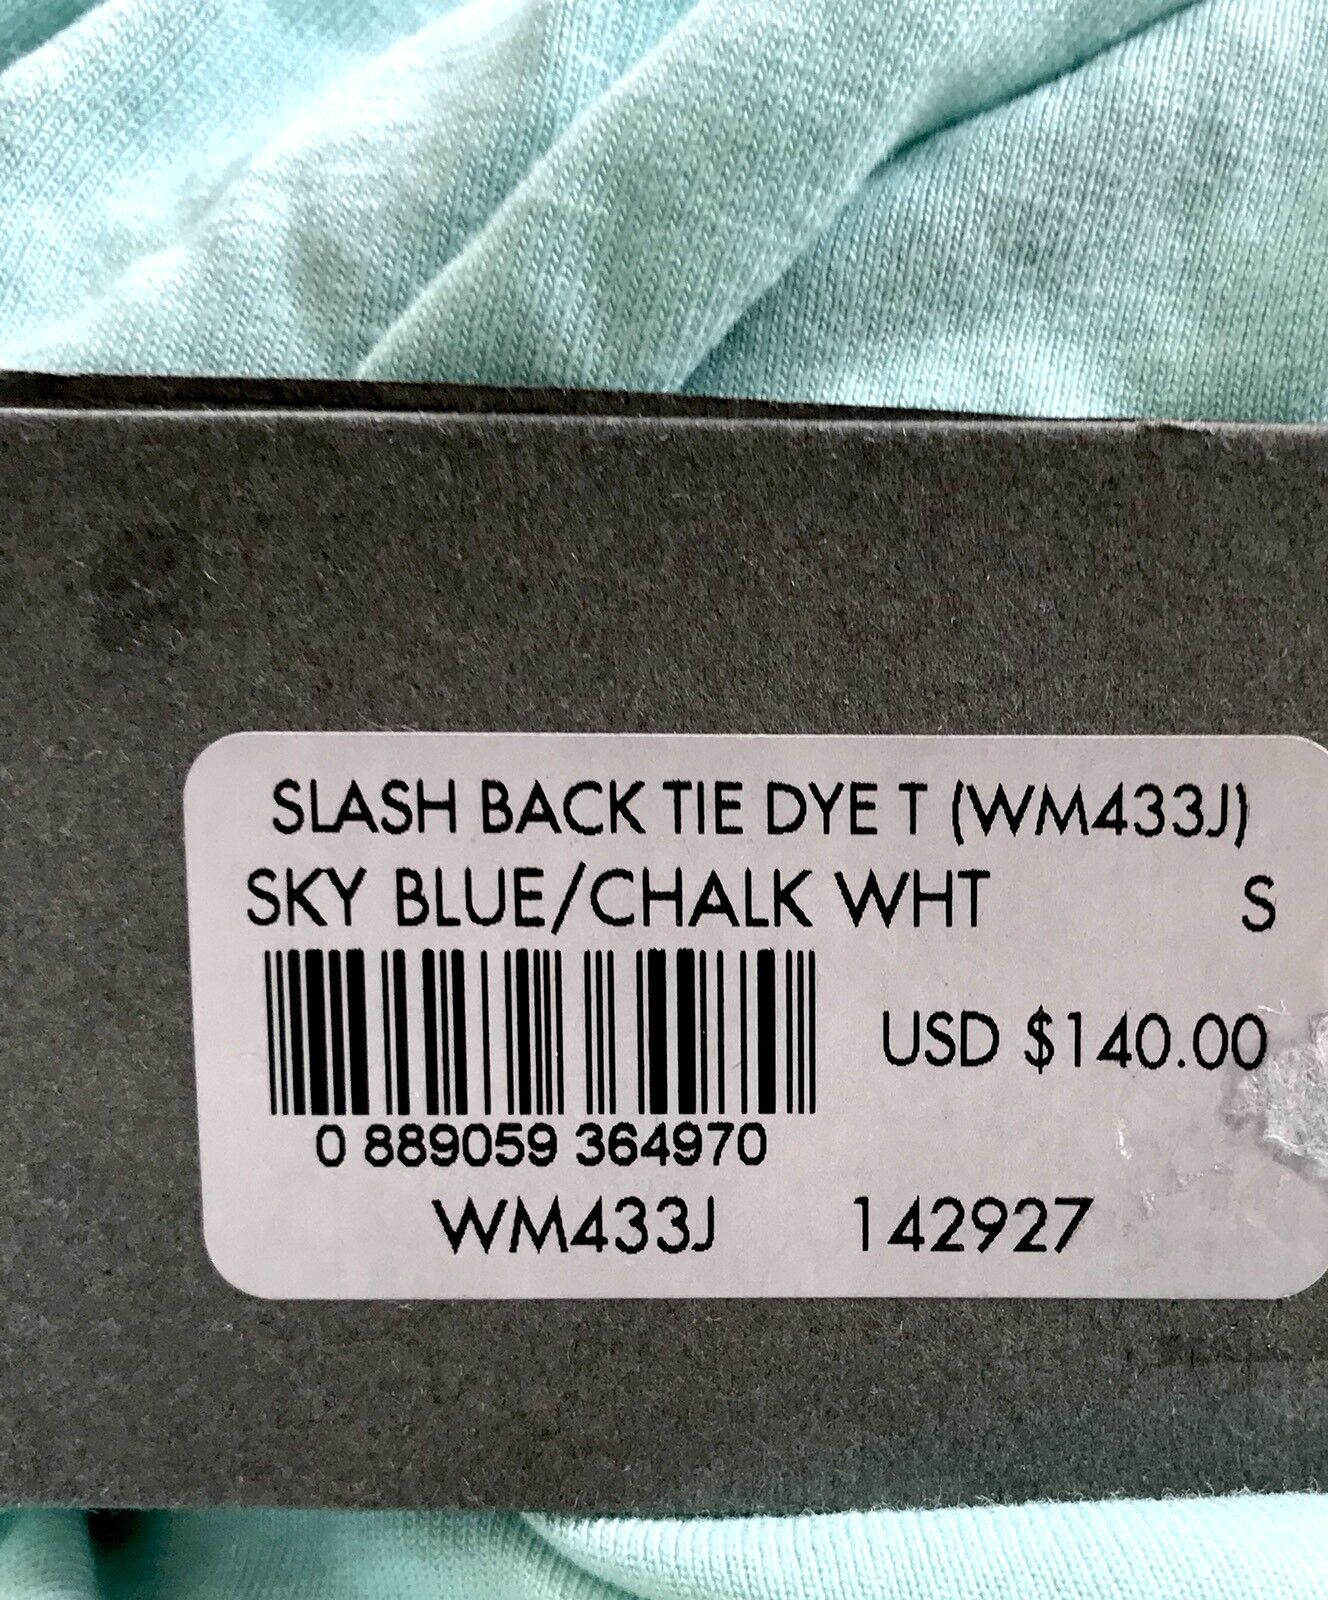 SLASH BACK TIE DYE T (WM433J)
SKY BLUE/CHALK WHT S
USD $140.00
0 889059 364970
WM433J 142927